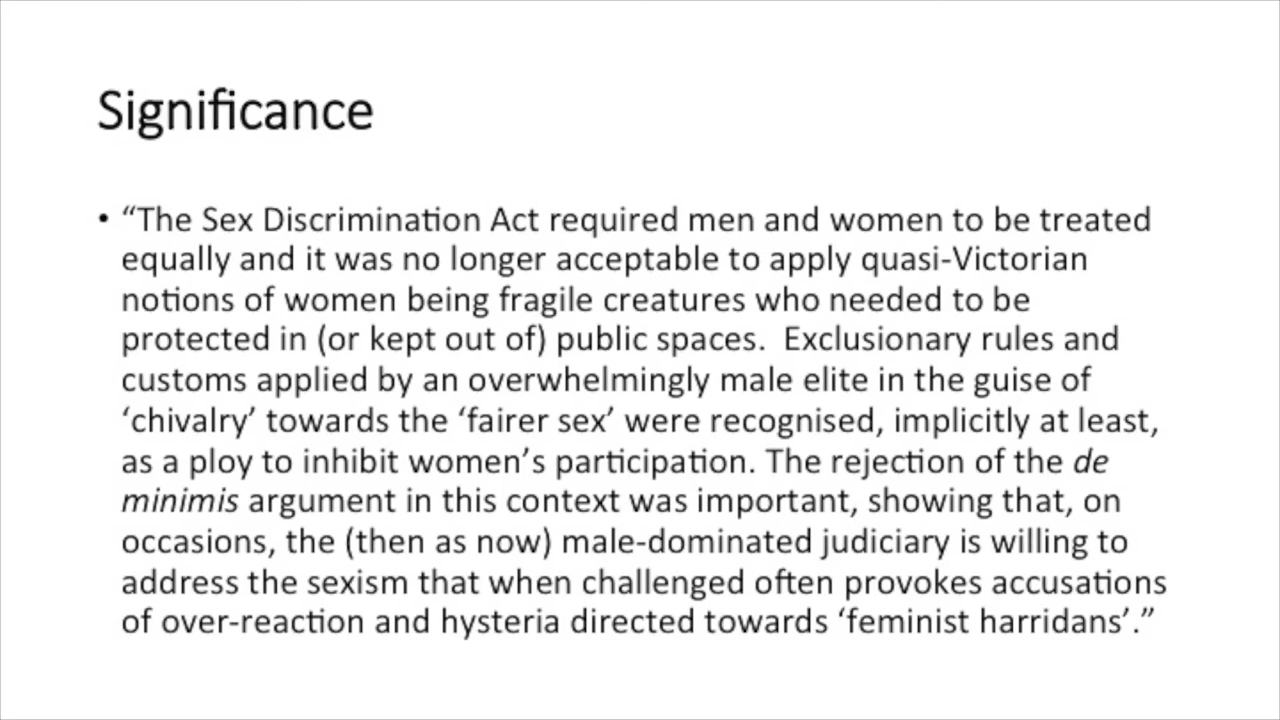 Significance
• “The Sex Discrimination Act required men and women to be treated
equally and it was no longer acceptable to apply quasi-Victorian
notions of women being fragile creatures who needed to be
protected in (or kept out of) public spaces.  Exclusionary rules and
customs applied by an overwhelmingly male elite in the guise of
‘chivalry’ towards the ‘fairer sex’ were recognised, implicitly at least,
as a ploy to inhibit women’s participation. The rejection of the de
minimis argument in this context was important, showing that, on
occasions, the (then as now) male-dominated judiciary is willing to
address the sexism that when challenged often provokes accusations
of over-reaction and hysteria directed towards ‘feminist harridans’.”